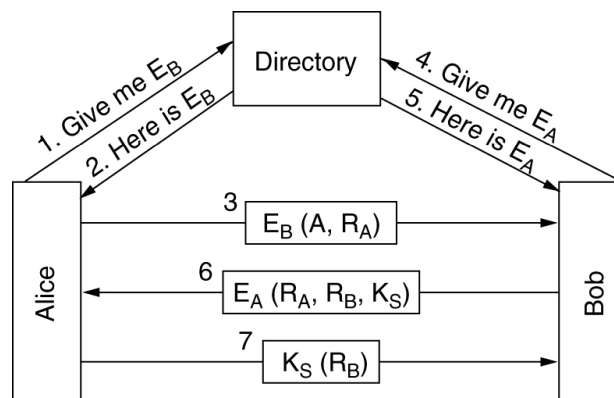 Directory
1. Give me E_B
2. Here is E_B
4. Give me E_A
5. Here is E_A
Alice
3
E_B (A, R_A)
6
E_A (R_A, R_B, K_S)
7
K_S (R_B)
Bob